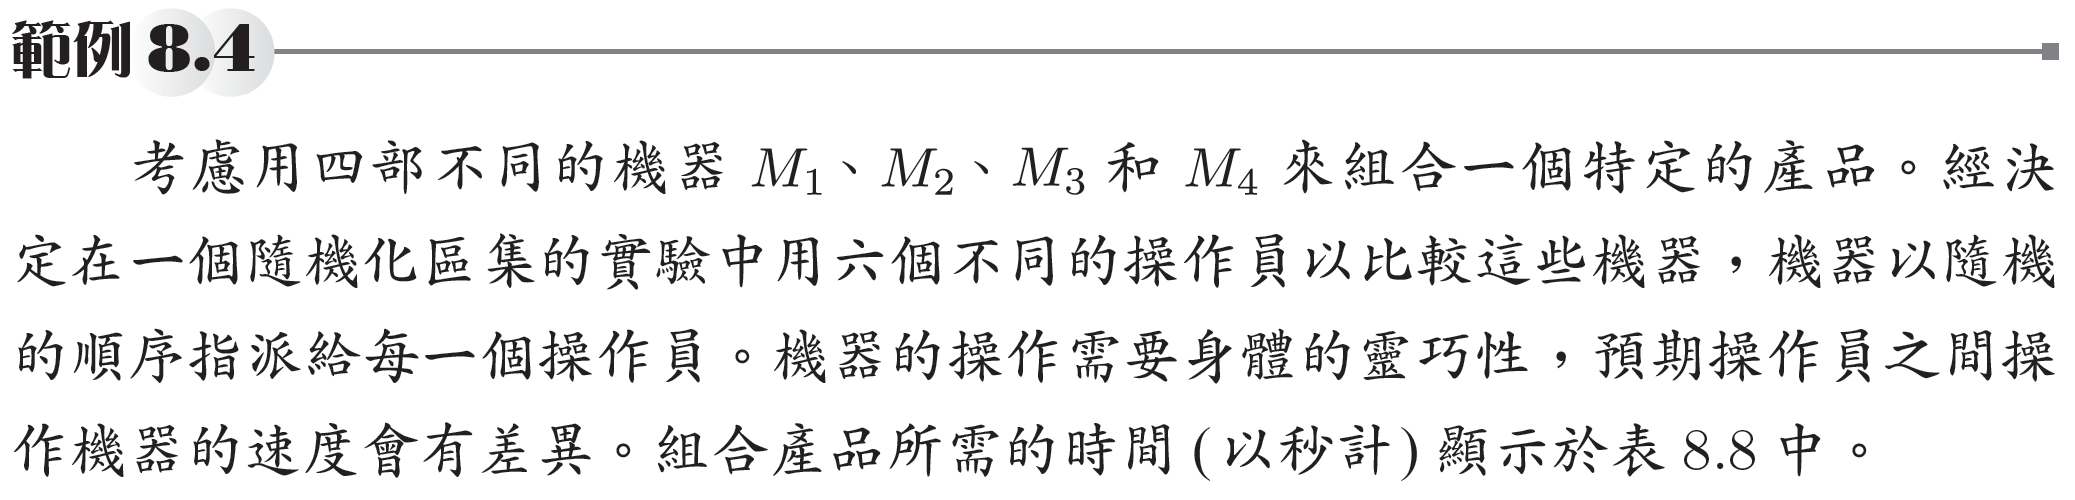 範例 8.4
考慮用四部不同的機器 M₁、M₂、M₃ 和 M₄ 來組合一個特定的產品。經決
定在一個隨機化區集的實驗中用六個不同的操作員以比較這些機器，機器以隨機
的順序指派給每一個操作員。機器的操作需要身體的靈巧性，預期操作員之間操
作機器的速度會有差異。組合產品所需的時間 (以秒計) 顯示於表 8.8 中。